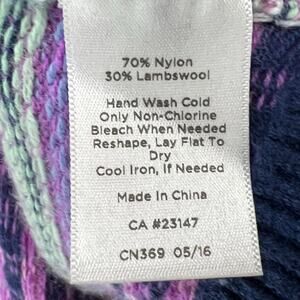 70% Nylon
30% Lambswool
Hand Wash Cold
Only Non-Chlorine
Bleach When Needed
Reshape, Lay Flat To
Dry
Cool Iron, If Needed
Made In China
CA #23147
CN369 05/16